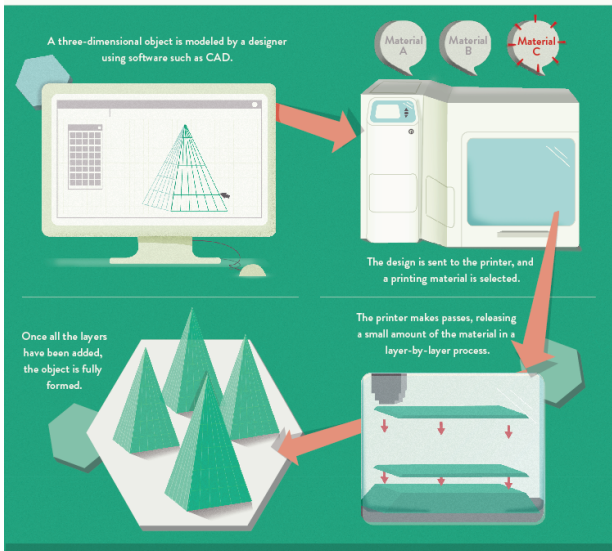 A three-dimensional object is modeled by a designer
using software such as CAD.
Material
A
Material
B
Material
C
The design is sent to the printer, and
a printing material is selected.
The printer makes passes, releasing
a small amount of the material in a
layer-by-layer process.
Once all the layers
have been added,
the object is fully
formed.